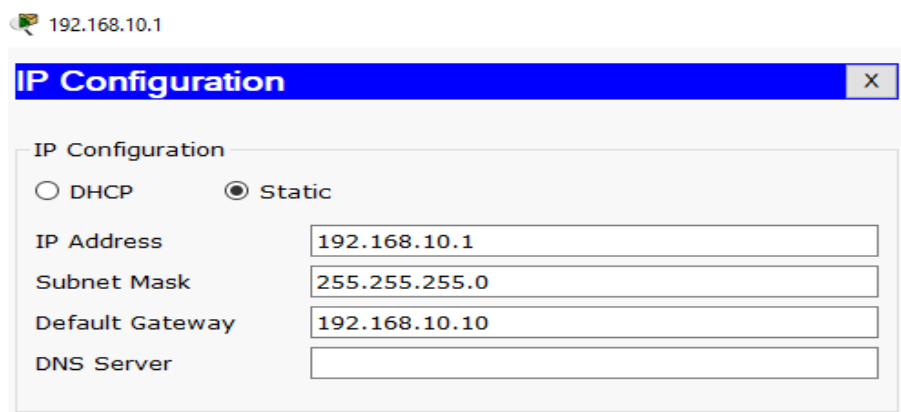 192.168.10.1
IP Configuration X
IP Configuration
DHCP Static
IP Address 192.168.10.1
Subnet Mask 255.255.255.0
Default Gateway 192.168.10.10
DNS Server